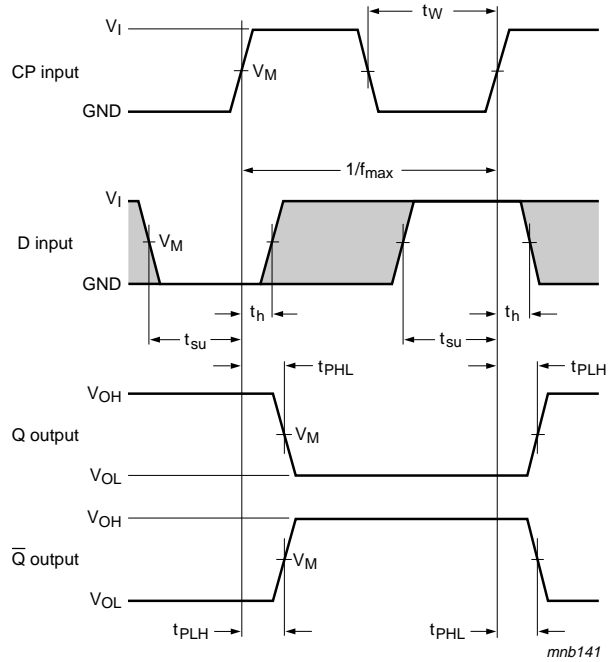 V_I
t_W
CP input
V_M
GND
1/f_max
V_I
D input
V_M
GND
t_h
t_h
t_su
t_su
t_PHL
t_PLH
V_OH
Q output
V_M
V_OL
V_OH
Q̅ output
V_M
V_OL
t_PLH
t_PHL
mnb141